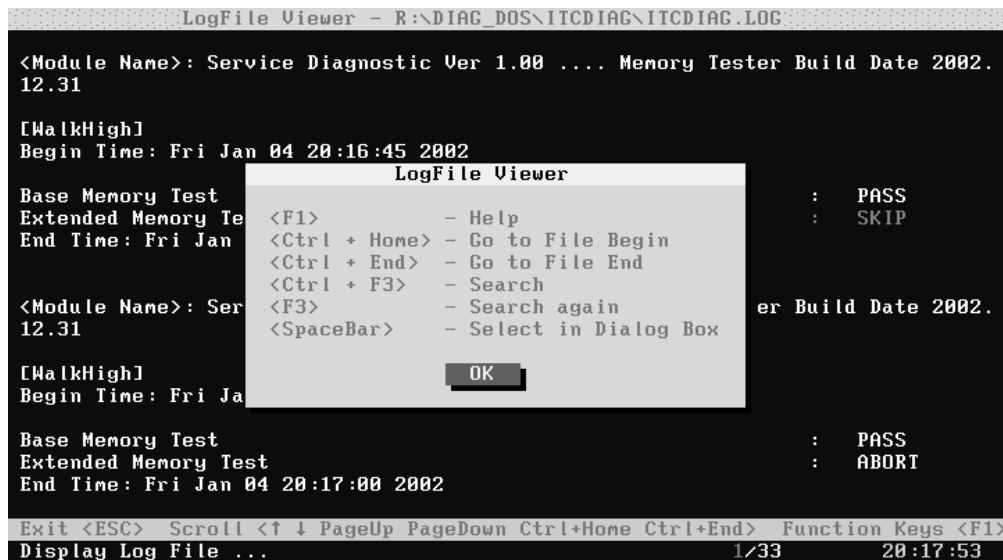 LogFile Viewer - R:\DIAG_DOS\ITCDIAG\ITCDIAG.LOG
<Module Name>: Service Diagnostic Ver 1.00 .... Memory Tester Build Date 2002.
12.31
[WalkHigh]
Begin Time: Fri Jan 04 20:16:45 2002
Base Memory Test : PASS
Extended Memory Te : SKIP
End Time: Fri Jan
<Module Name>: Ser er Build Date 2002.
12.31
[WalkHigh]
Begin Time: Fri Ja
Base Memory Test : PASS
Extended Memory Test : ABORT
End Time: Fri Jan 04 20:17:00 2002
LogFile Viewer
<F1> - Help
<Ctrl + Home> - Go to File Begin
<Ctrl + End> - Go to File End
<Ctrl + F3> - Search
<F3> - Search again
<SpaceBar> - Select in Dialog Box
OK
Exit <ESC> Scroll <↑ ↓ PageUp PageDown Ctrl+Home Ctrl+End> Function Keys <F1>
Display Log File ... 1/33 20:17:53